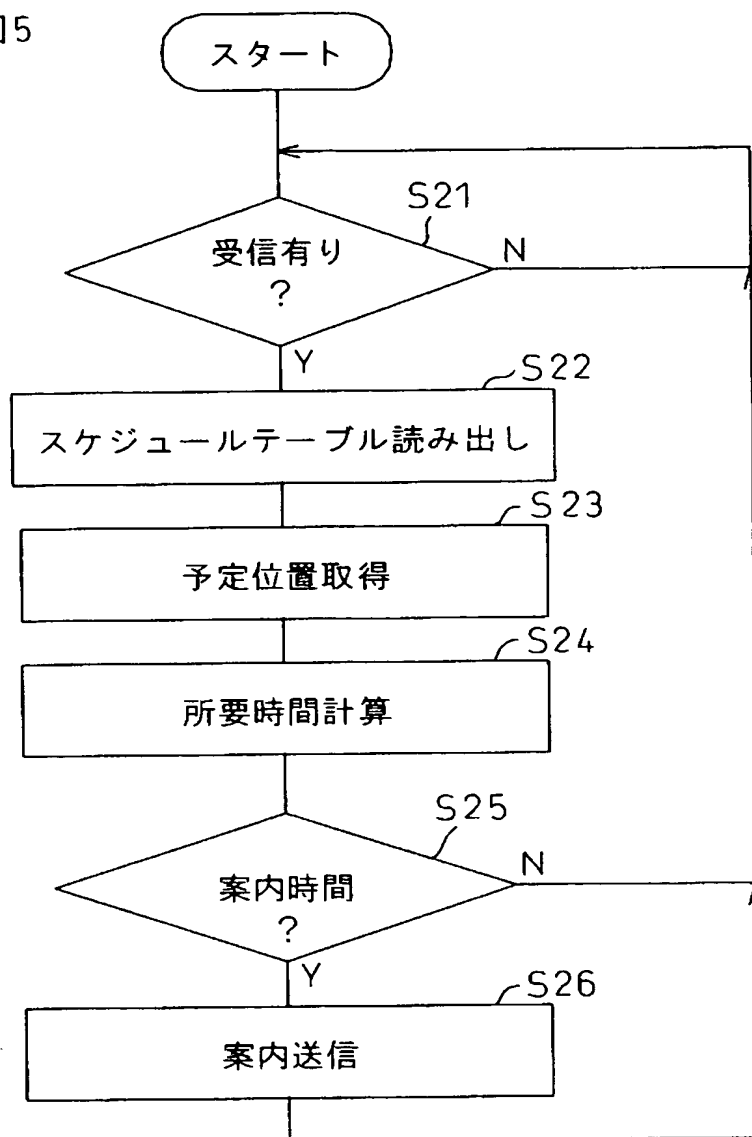 図5
スタート
S21
受信有り
?
N
Y
S22
スケジュールテーブル読み出し
S23
予定位置取得
S24
所要時間計算
S25
案内時間
?
N
Y
S26
案内送信